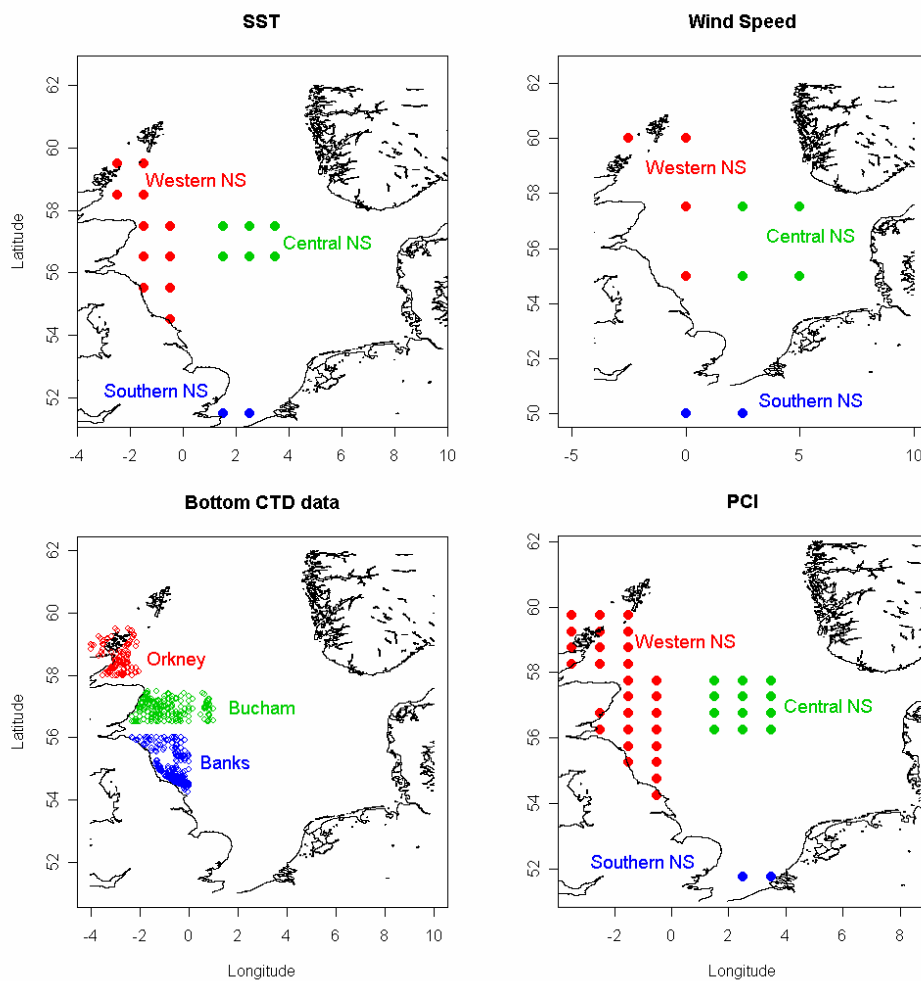 SST
Wind Speed
62
60
58
56
54
52
Latitude
Western NS
Central NS
Southern NS
-4
-2
0
2
4
6
8
10
62
60
58
56
54
52
50
Western NS
Central NS
Southern NS
-5
0
5
10
Bottom CTD data
PCI
62
60
58
56
54
52
Latitude
Orkney
Bucham
Banks
-4
-2
0
2
4
6
8
10
Longitude
62
60
58
56
54
52
Western NS
Central NS
Southern NS
-2
0
2
4
6
8
Longitude